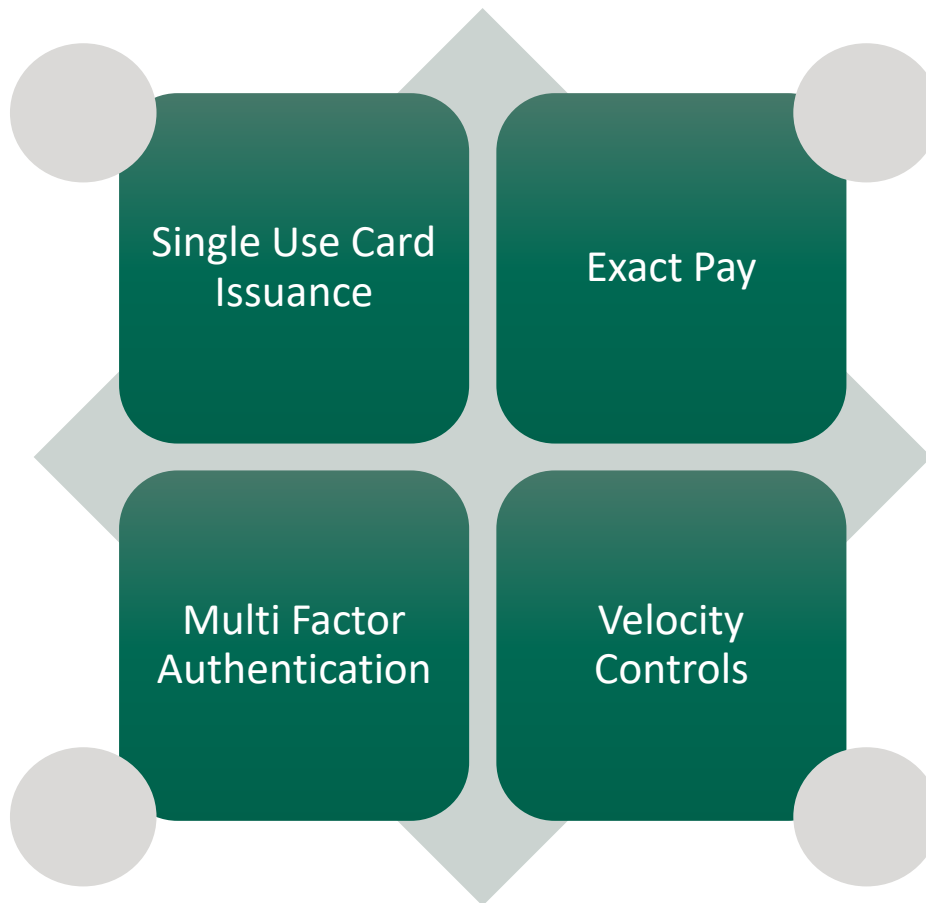 Single Use Card
Issuance
Exact Pay
Multi Factor
Authentication
Velocity
Controls